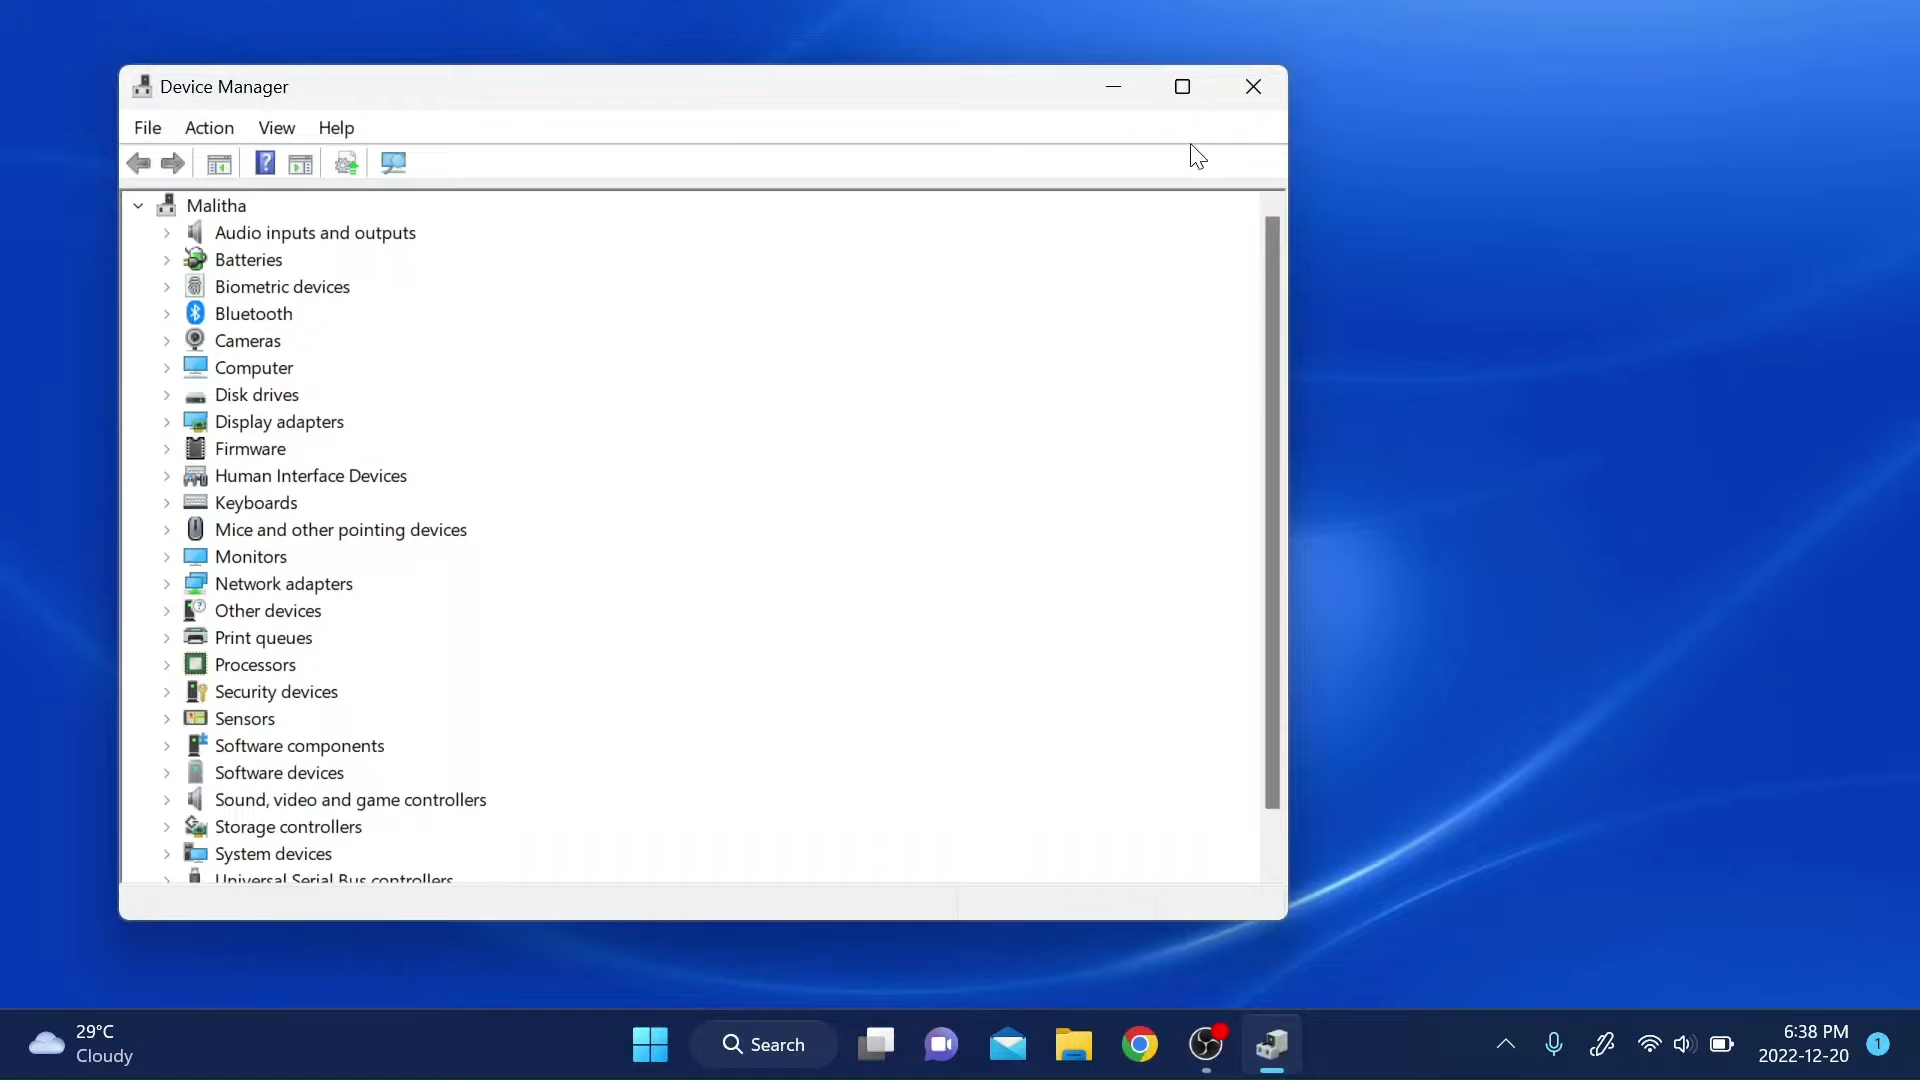 Device Manager
File Action View Help
Malitha
Audio inputs and outputs
Batteries
Biometric devices
Bluetooth
Cameras
Computer
Disk drives
Display adapters
Firmware
Human Interface Devices
Keyboards
Mice and other pointing devices
Monitors
Network adapters
Other devices
Print queues
Processors
Security devices
Sensors
Software components
Software devices
Sound, video and game controllers
Storage controllers
System devices
Universal Serial Bus controllers
29°C
Cloudy
Search
6:38 PM
2022-12-20
1